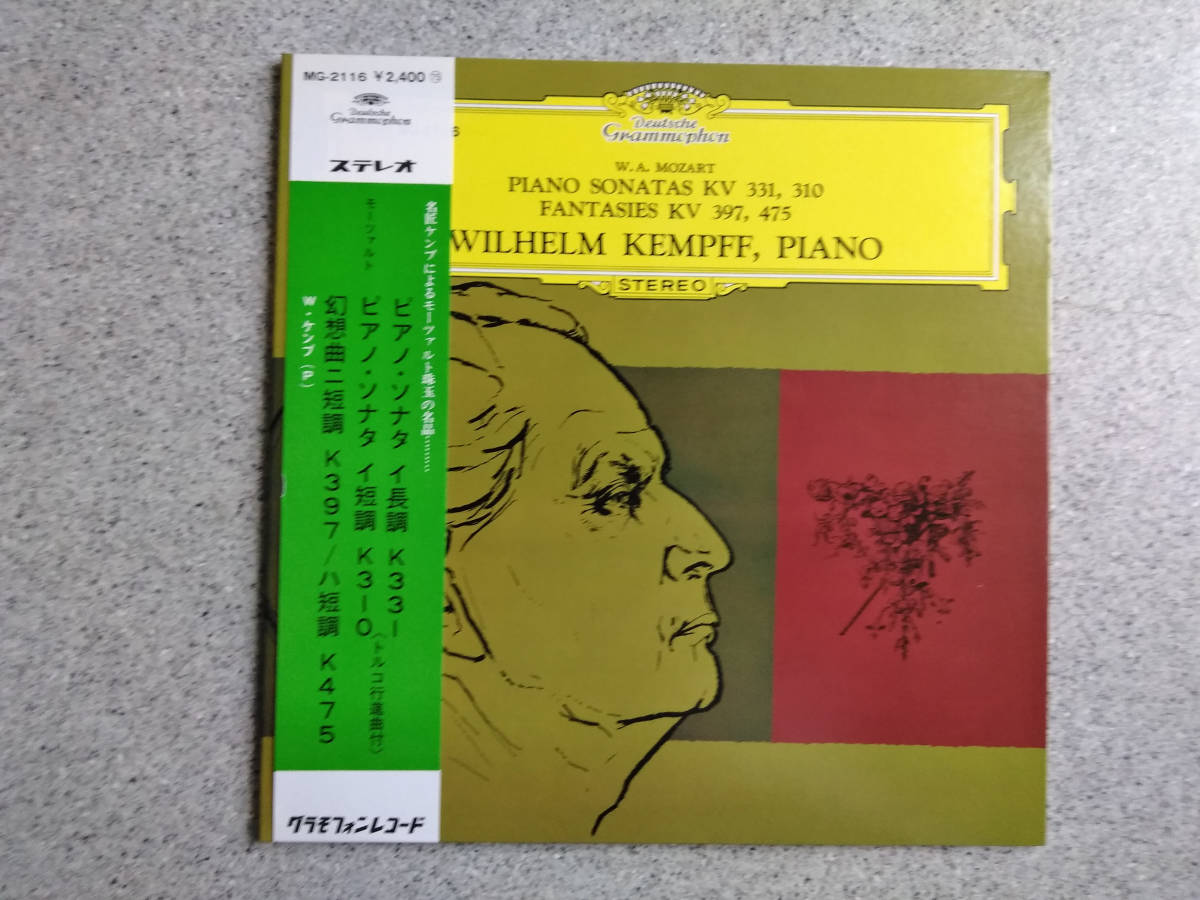 MG-2116 ¥2,400
Deutsche
Grammophon
ステレオ
名匠ケンプによるモーツァルト珠玉の名品………
ピアノ・ソナタ イ長調 K331
(トルコ行進曲付)
ピアノ・ソナタ イ短調 K310
モーツァルト
幻想曲ニ短調 K397/ハ短調 K475
W・ケンプ(P)
グラモフォンレコード
6
Deutsche
Grammophon
W. A. MOZART
PIANO SONATAS KV 331, 310
FANTASIES KV 397, 475
WILHELM KEMPFF, PIANO
STEREO